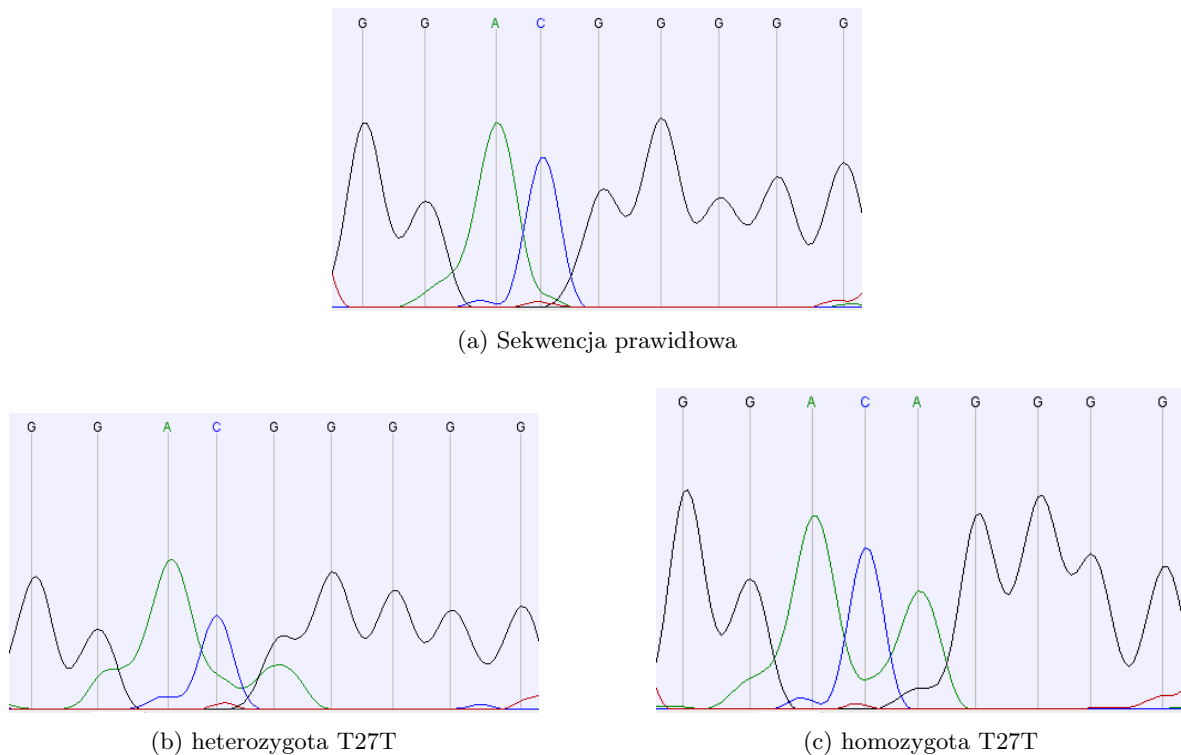 G G A C G G G G G
(a) Sekwencja prawidłowa
G G A C G G G G G
(b) heterozygota T27T
G G A C A G G G G
(c) homozygota T27T